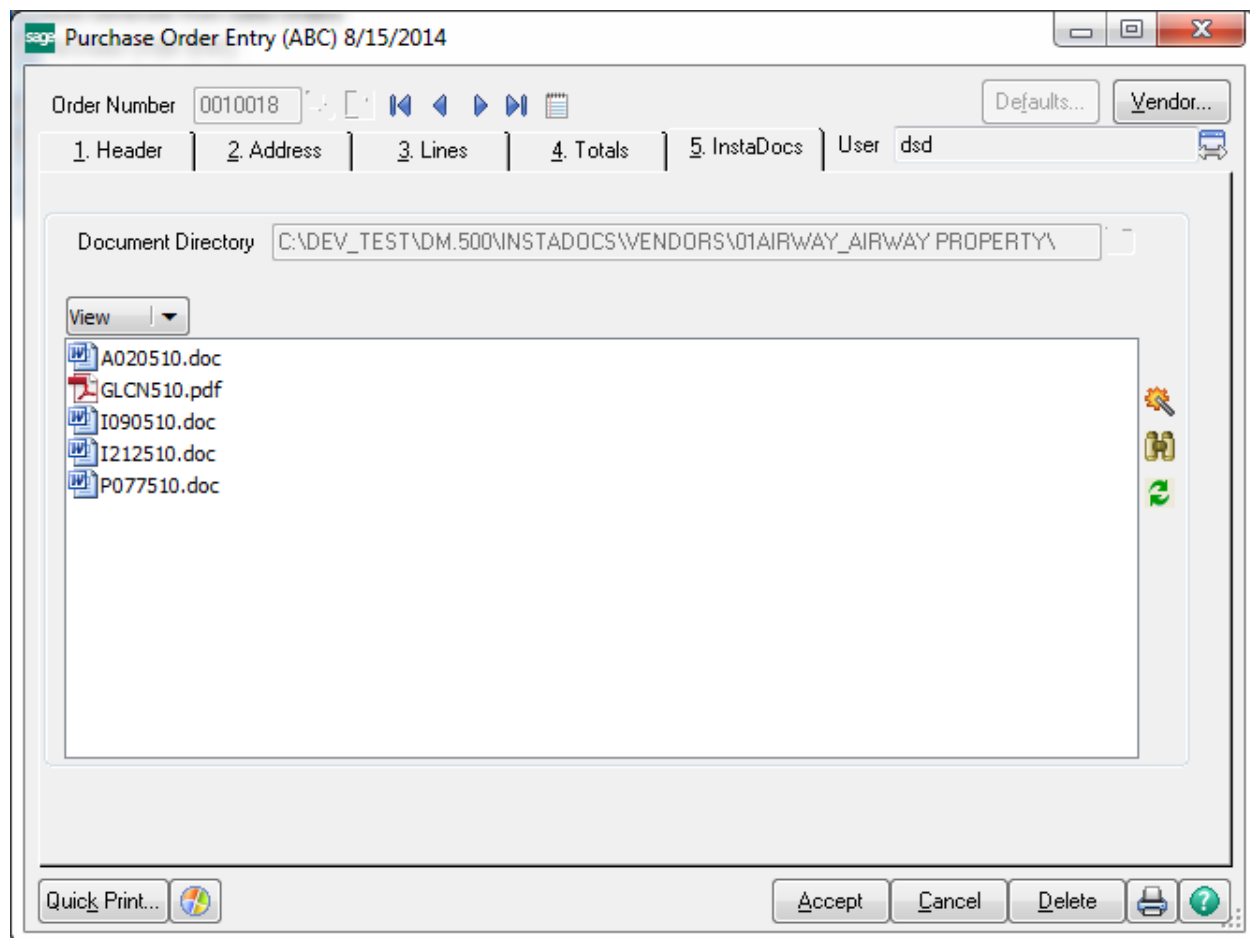 sage Purchase Order Entry (ABC) 8/15/2014
Order Number 0010018 Defaults... Vendor...
1. Header 2. Address 3. Lines 4. Totals 5. InstaDocs User dsd
Document Directory C:\DEV_TEST\DM.500\INSTADOCS\VENDORS\01AIRWAY_AIRWAY PROPERTY\
View
A020510.doc
GLCN510.pdf
I090510.doc
I212510.doc
P077510.doc
Quick Print... Accept Cancel Delete